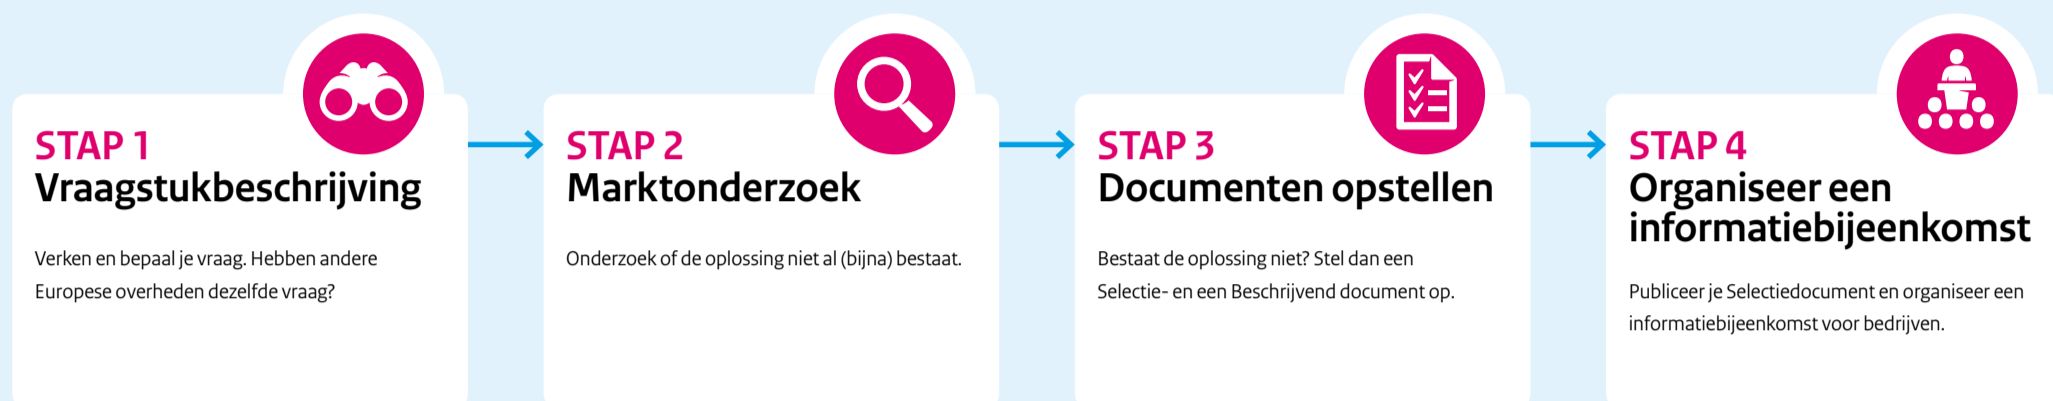 STAP 1
Vraagstukbeschrijving
Verken en bepaal je vraag. Hebben andere
Europese overheden dezelfde vraag?
STAP 2
Marktonderzoek
Onderzoek of de oplossing niet al (bijna) bestaat.
STAP 3
Documenten opstellen
Bestaat de oplossing niet? Stel dan een
Selectie- en een Beschrijvend document op.
STAP 4
Organiseer een
informatiebijeenkomst
Publiceer je Selectiedocument en organiseer een
informatiebijeenkomst voor bedrijven.